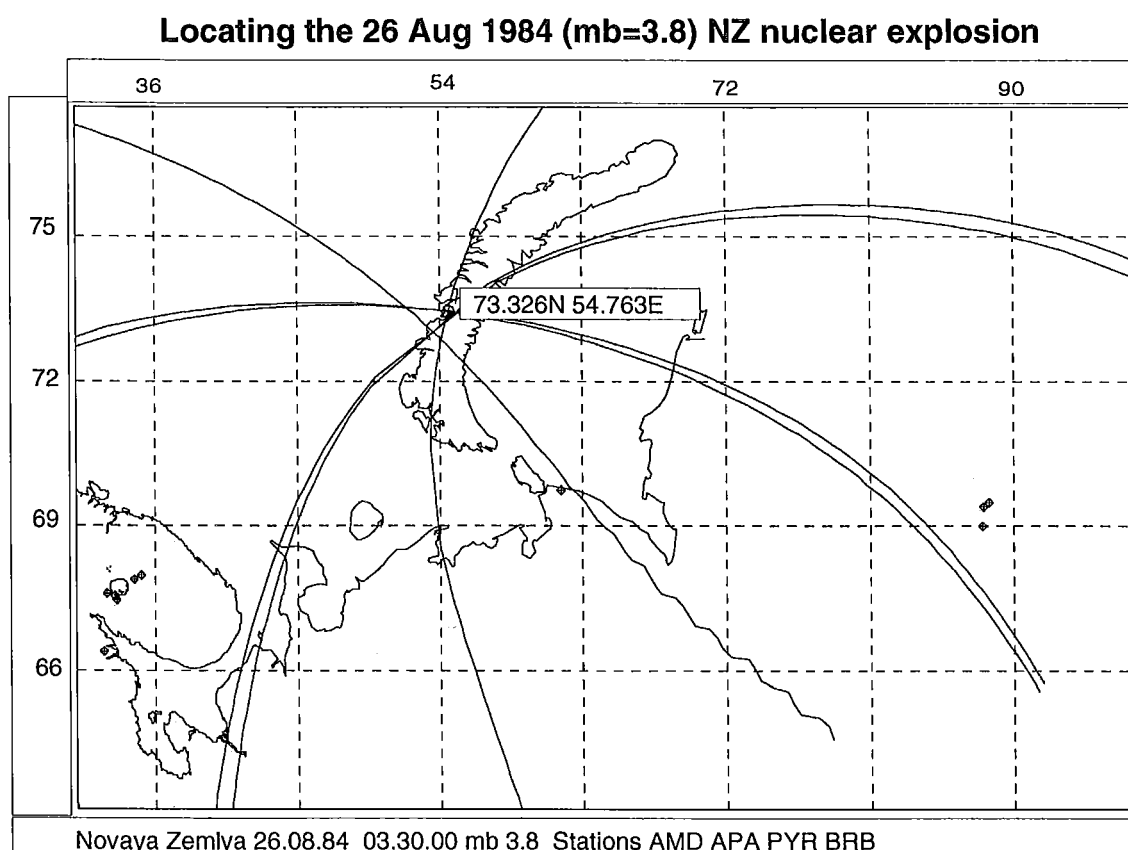 Locating the 26 Aug 1984 (mb=3.8) NZ nuclear explosion
36 54 72 90
75
73.326N 54.763E
72
69
66
Novaya Zemlya 26.08.84 03.30.00 mb 3.8 Stations AMD APA PYR BRB